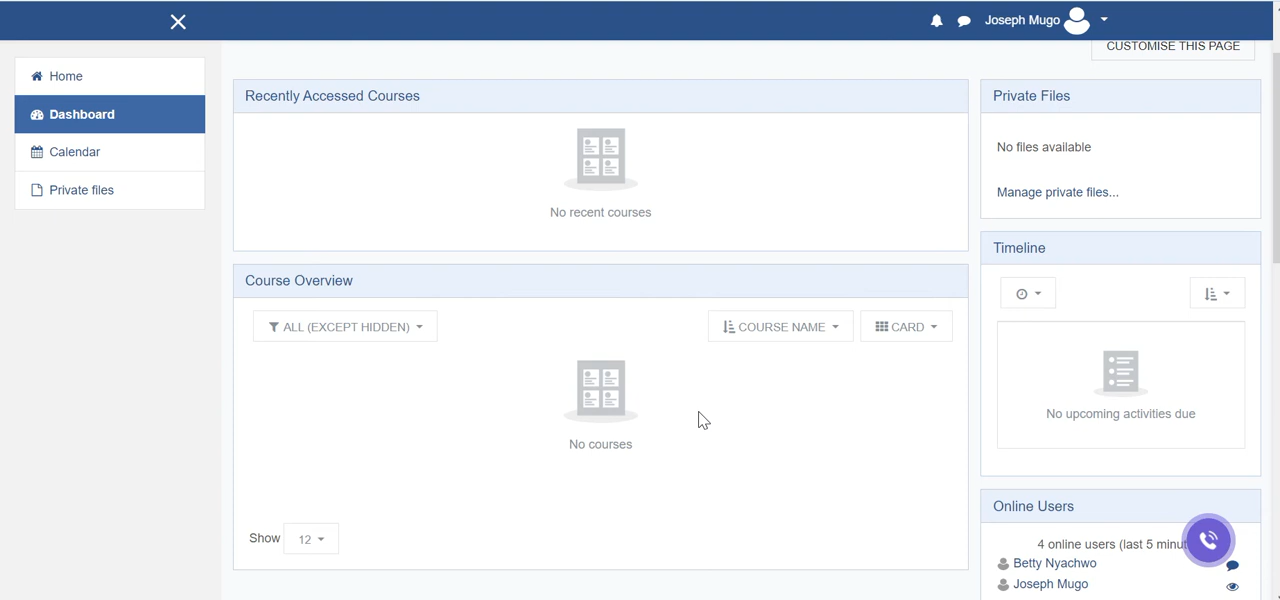 Joseph Mugo
CUSTOMISE THIS PAGE
Home
Dashboard
Calendar
Private files
Recently Accessed Courses
No recent courses
Course Overview
ALL (EXCEPT HIDDEN)
COURSE NAME
CARD
No courses
Show 12
Private Files
No files available
Manage private files...
Timeline
No upcoming activities due
Online Users
4 online users (last 5
Betty Nyachwo
Joseph Mugo